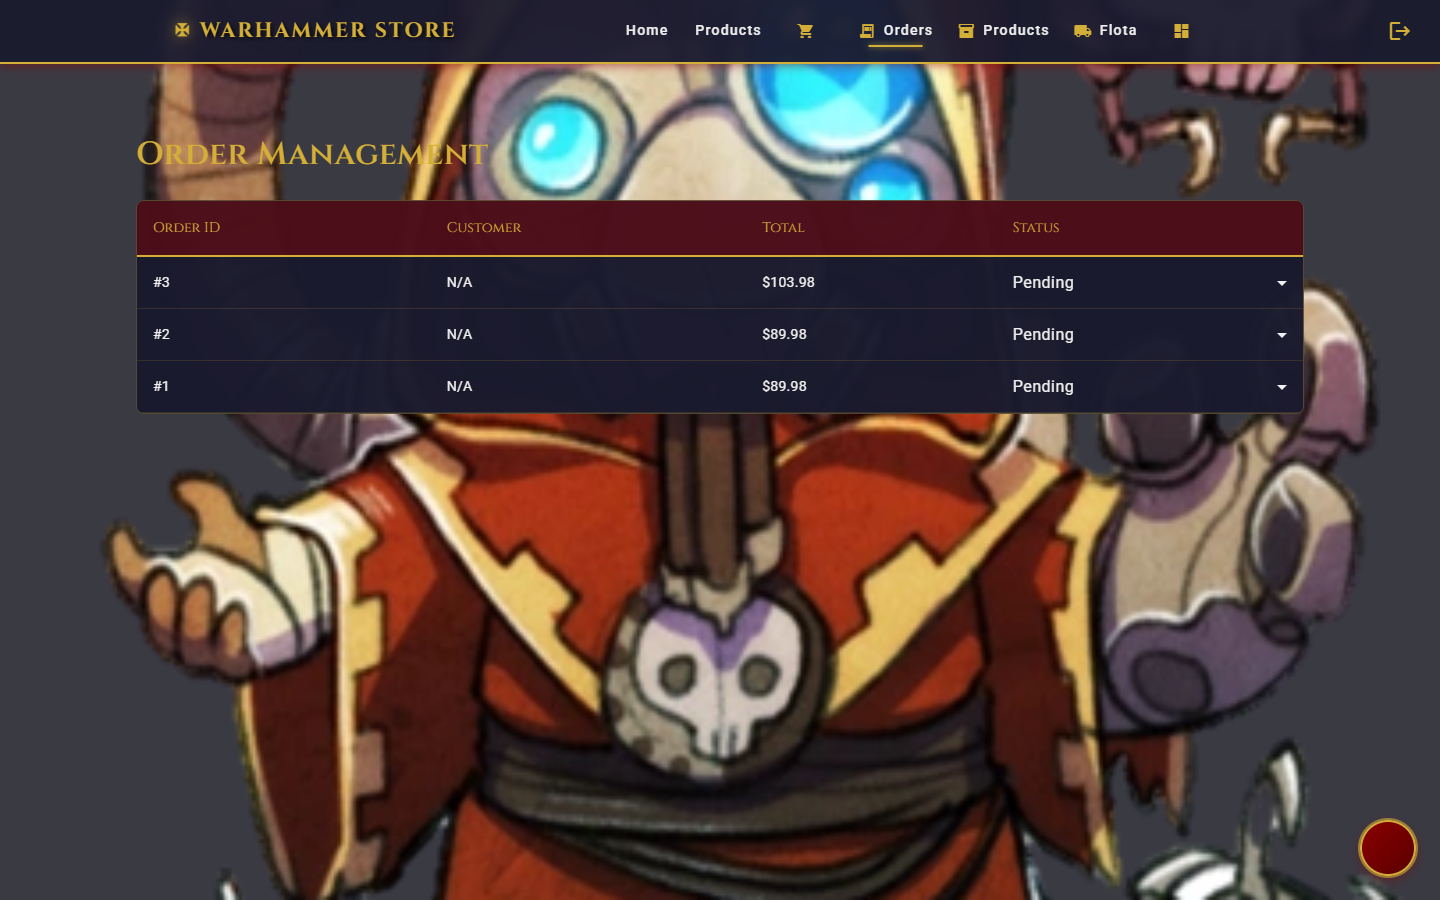 ✠ WARHAMMER STORE
Home Products Orders Products Flota
Order Management
Order ID Customer Total Status
#3 N/A $103.98 Pending
#2 N/A $89.98 Pending
#1 N/A $89.98 Pending